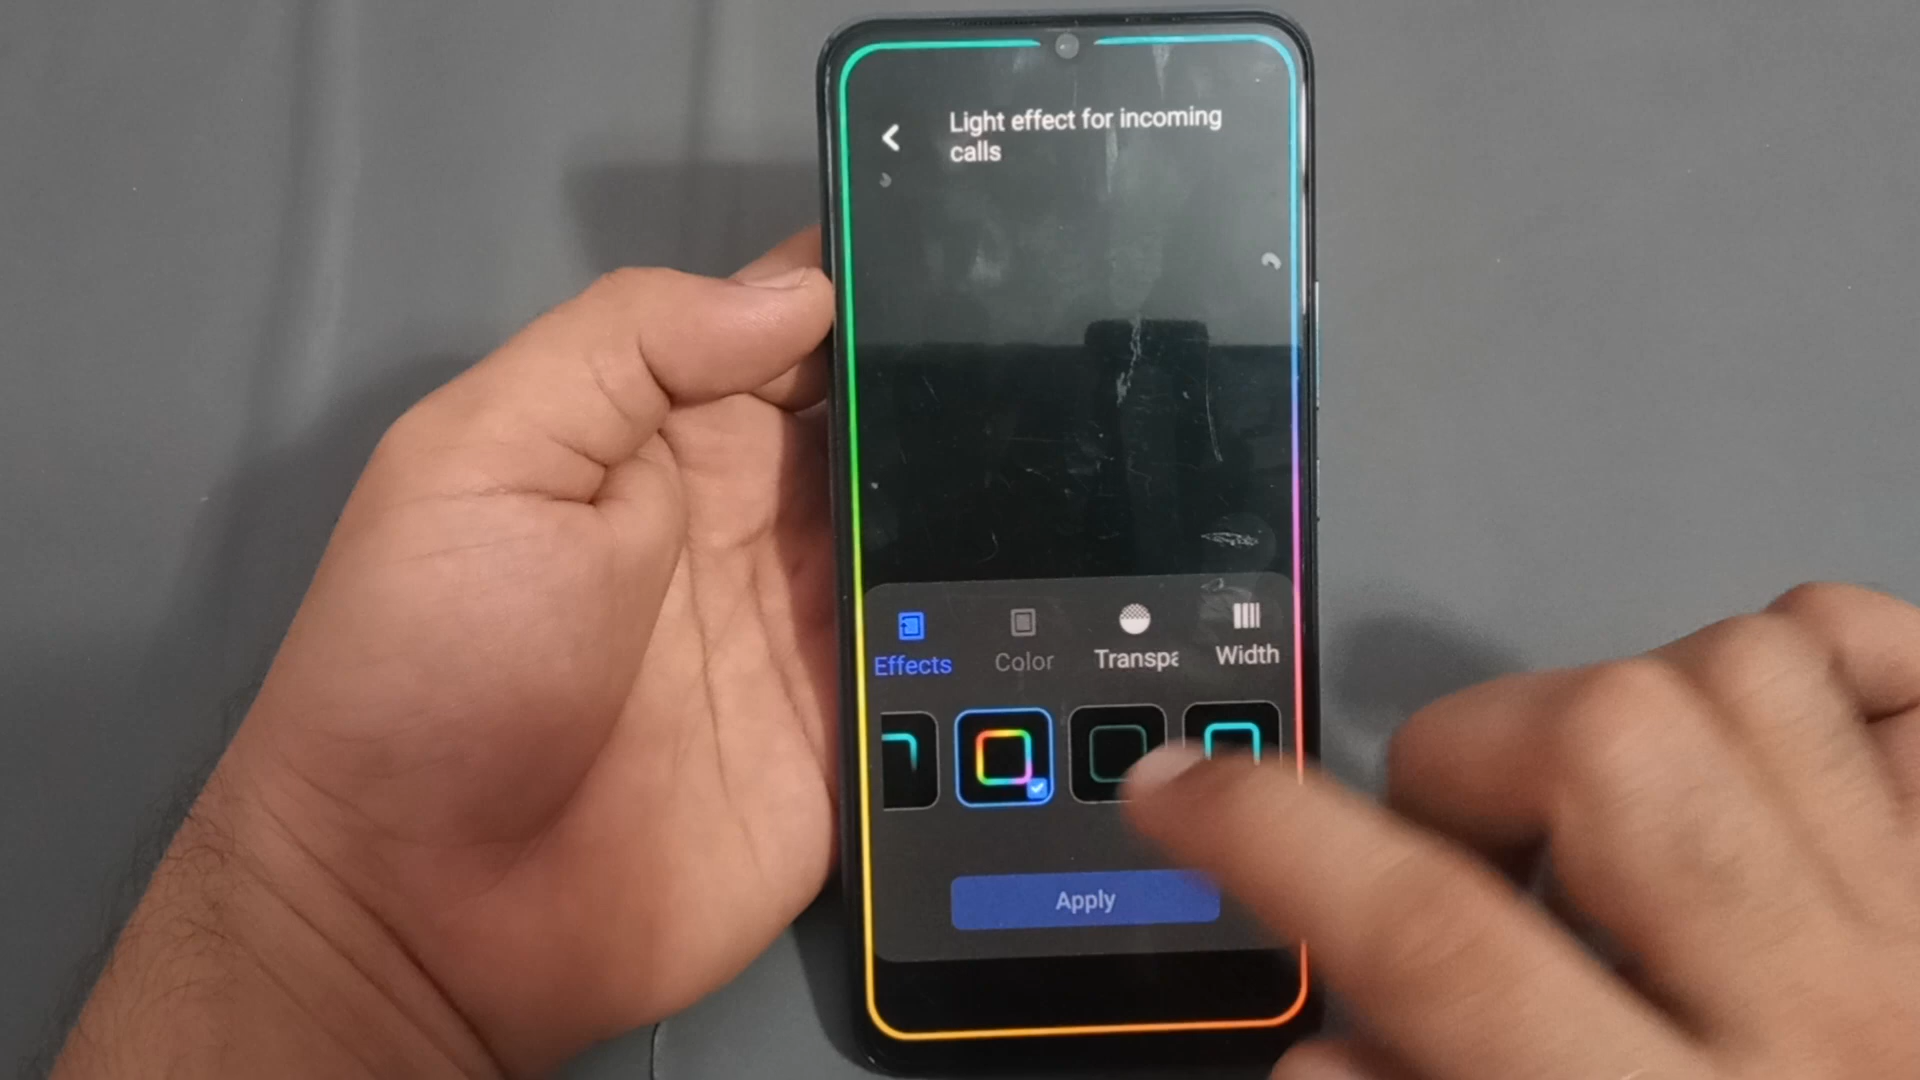 Light effect for incoming
calls
Effects
Color
Transpa
Width
Apply